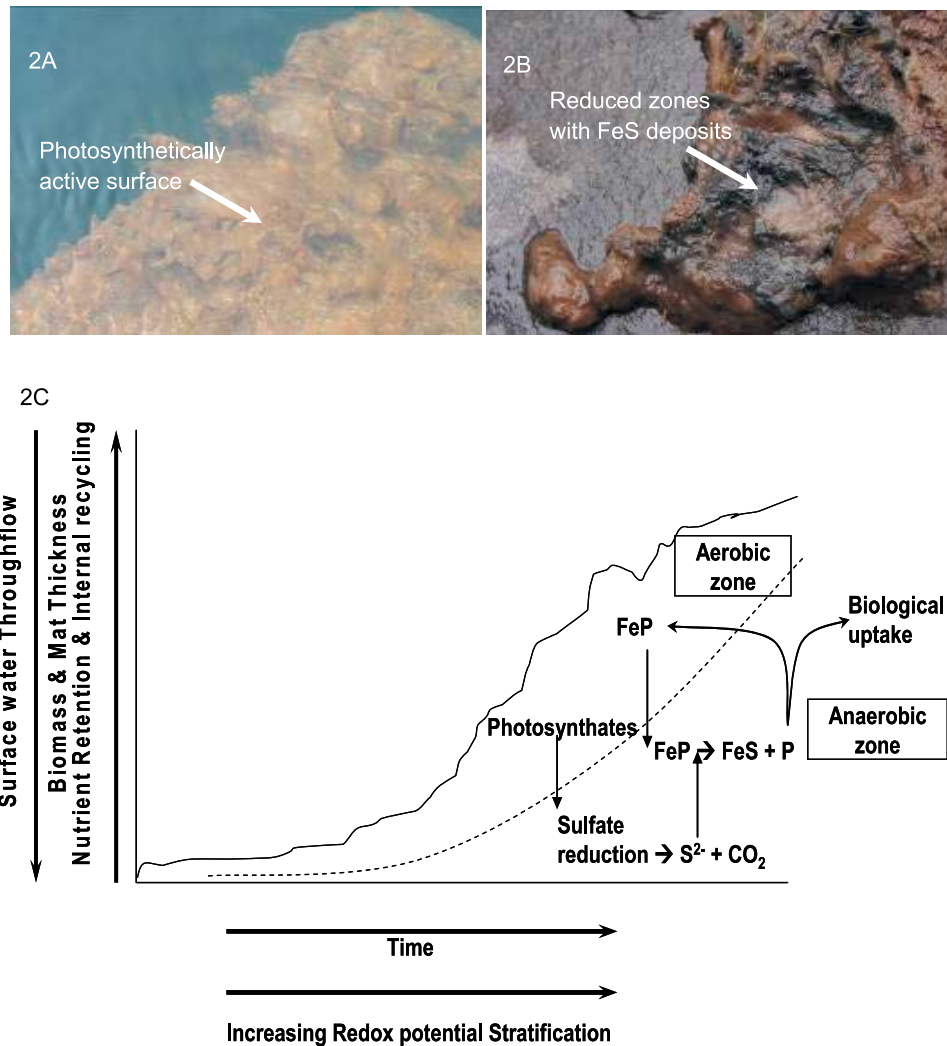 2A
Photosynthetically
active surface
2B
Reduced zones
with FeS deposits
2C
Surface water Throughflow
Biomass & Mat Thickness
Nutrient Retention & Internal recycling
Aerobic
zone
Biological
uptake
FeP
Photosynthates
Anaerobic
zone
FeP → FeS + P
Sulfate
reduction → S²⁻ + CO₂
Time
Increasing Redox potential Stratification